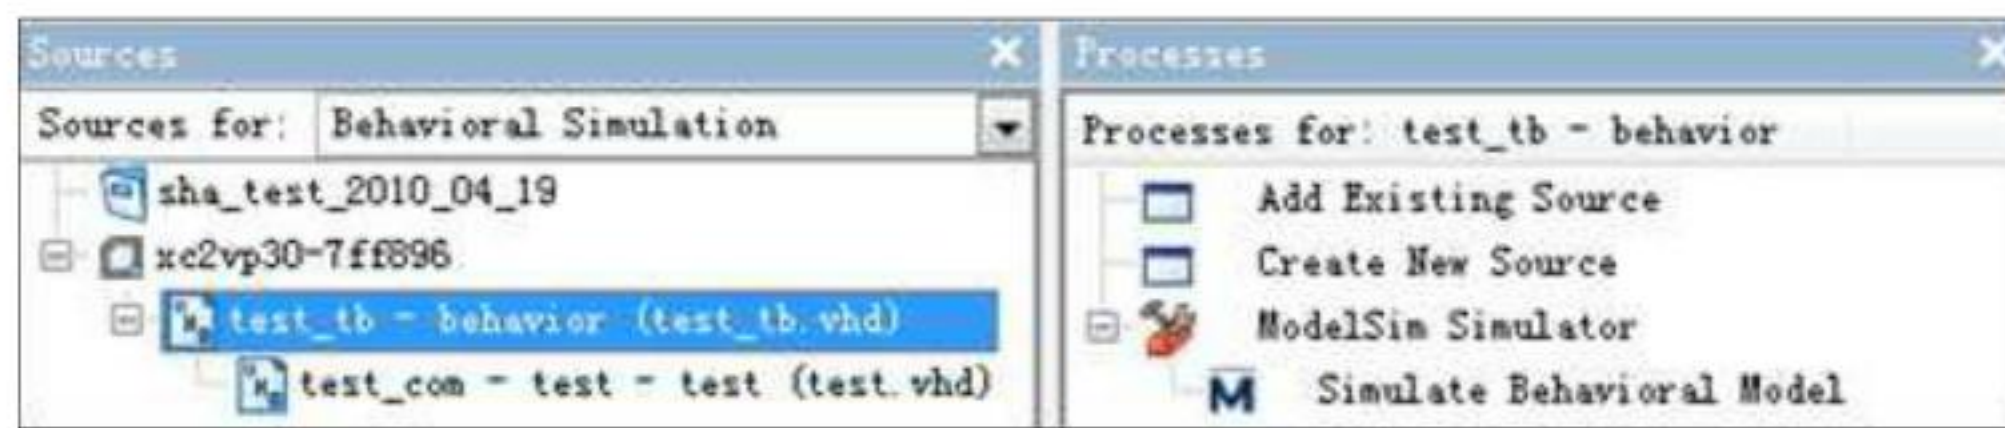 Sources
Sources for: Behavioral Simulation
sha_test_2010_04_19
xc2vp30-7ff896
test_tb - behavior (test_tb.vhd)
test_com - test - test (test.vhd)
Processes
Processes for: test_tb - behavior
Add Existing Source
Create New Source
ModelSim Simulator
Simulate Behavioral Model